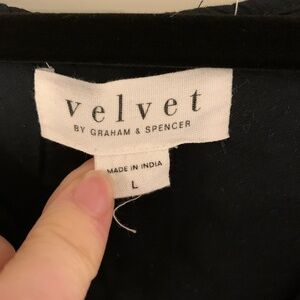 velvet
BY GRAHAM & SPENCER
MADE IN INDIA
L